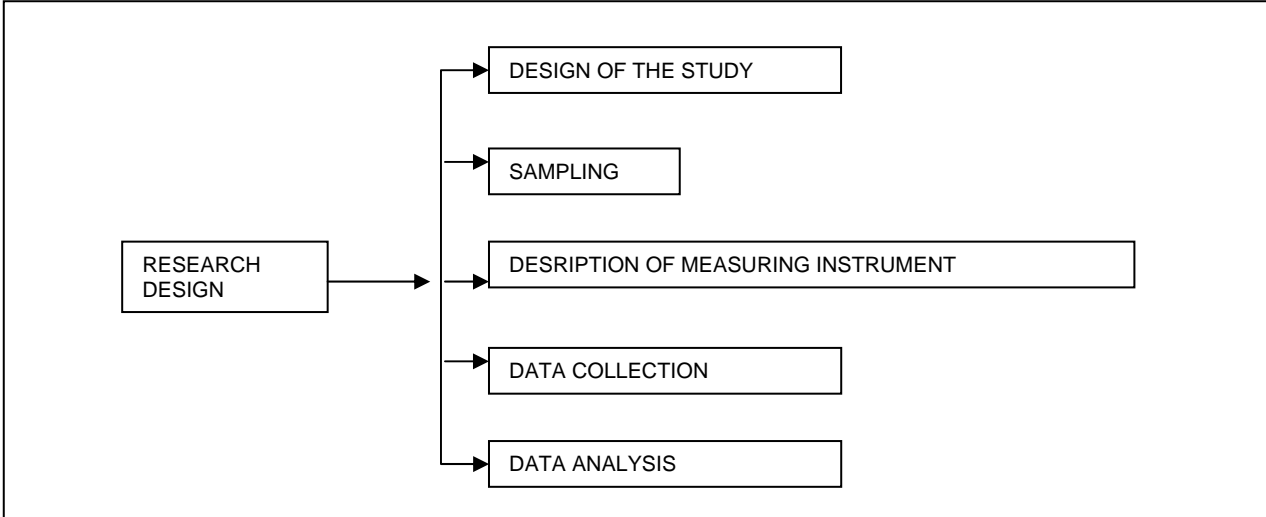 DESIGN OF THE STUDY
SAMPLING
RESEARCH
DESIGN
DESRIPTION OF MEASURING INSTRUMENT
DATA COLLECTION
DATA ANALYSIS